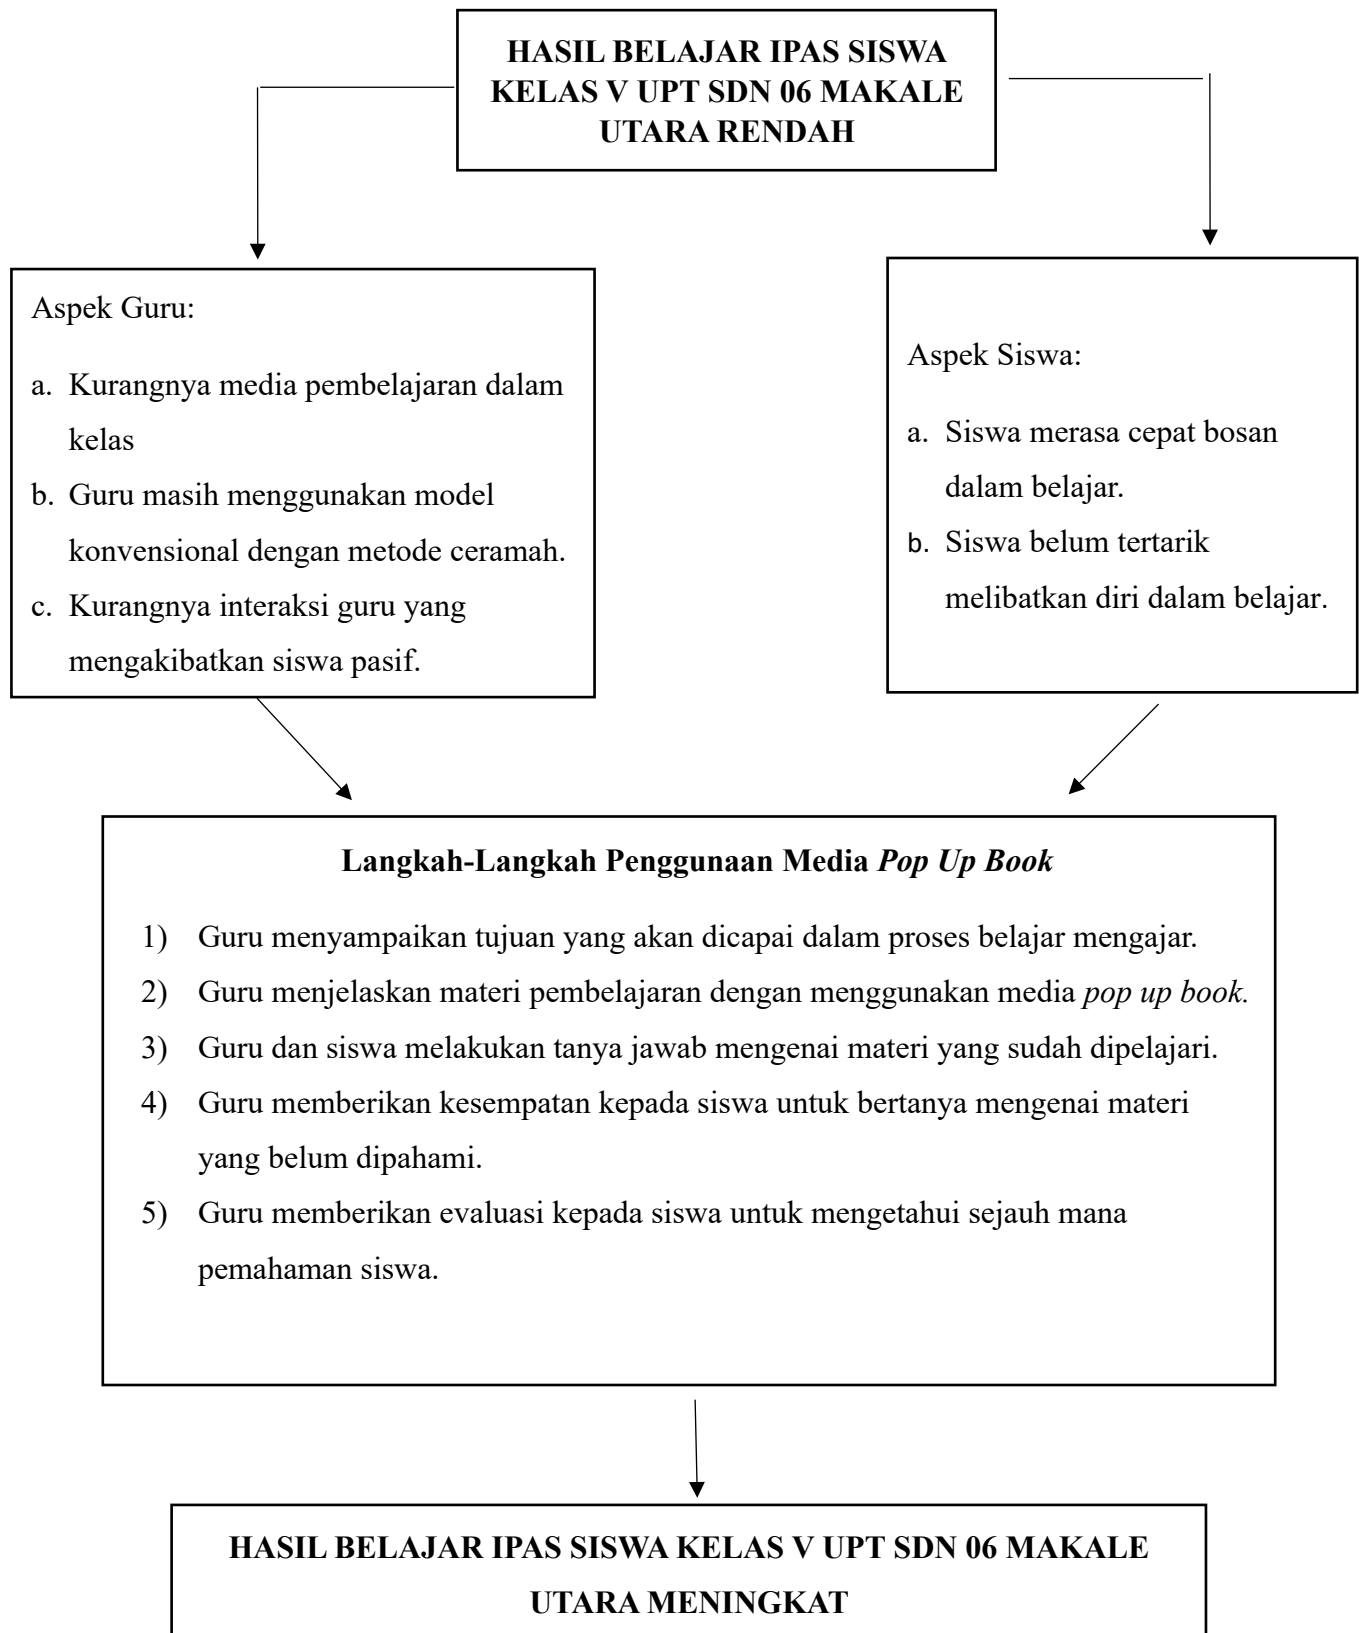 HASIL BELAJAR IPAS SISWA
KELAS V UPT SDN 06 MAKALE
UTARA RENDAH
Aspek Guru:
a. Kurangnya media pembelajaran dalam
kelas
b. Guru masih menggunakan model
konvensional dengan metode ceramah.
c. Kurangnya interaksi guru yang
mengakibatkan siswa pasif.
Aspek Siswa:
a. Siswa merasa cepat bosan
dalam belajar.
b. Siswa belum tertarik
melibatkan diri dalam belajar.
Langkah-Langkah Penggunaan Media Pop Up Book
1) Guru menyampaikan tujuan yang akan dicapai dalam proses belajar mengajar.
2) Guru menjelaskan materi pembelajaran dengan menggunakan media pop up book.
3) Guru dan siswa melakukan tanya jawab mengenai materi yang sudah dipelajari.
4) Guru memberikan kesempatan kepada siswa untuk bertanya mengenai materi
yang belum dipahami.
5) Guru memberikan evaluasi kepada siswa untuk mengetahui sejauh mana
pemahaman siswa.
HASIL BELAJAR IPAS SISWA KELAS V UPT SDN 06 MAKALE
UTARA MENINGKAT